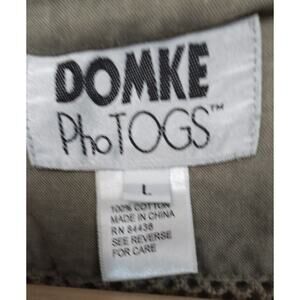 DOMKE
PhoTOGS™
L
100% COTTON
MADE IN CHINA
RN 84436
SEE REVERSE
FOR CARE